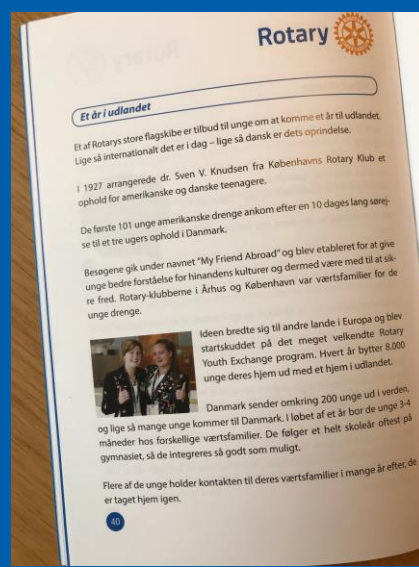 Rotary
Et år i udlandet
Et af Rotarys store flagskibe er tilbud til unge om at komme et år til udlandet.
Lige så internationalt det er i dag – lige så dansk er dets oprindelse.
I 1927 arrangerede dr. Sven V. Knudsen fra Københavns Rotary Klub et
ophold for amerikanske og danske teenagere.
De første 101 unge amerikanske drenge ankom efter en 10 dages lang sørej-
se til et tre ugers ophold i Danmark.
Besøgene gik under navnet "My Friend Abroad" og blev etableret for at give
unge bedre forståelse for hinandens kulturer og dermed være med til at sik-
re fred. Rotary-klubberne i Århus og København var værtsfamilier for de
unge drenge.
Ideen bredte sig til andre lande i Europa og blev
startskuddet på det meget velkendte Rotary
Youth Exchange program. Hvert år bytter 8.000
unge deres hjem ud med et hjem i udlandet.
Danmark sender omkring 200 unge ud i verden,
og lige så mange unge kommer til Danmark. I løbet af et år bor de unge 3-4
måneder hos forskellige værtsfamilier. De følger et helt skoleår oftest på
gymnasiet, så de integreres så godt som muligt.
Flere af de unge holder kontakten til deres værtsfamilier i mange år efter, de
er taget hjem igen.
40